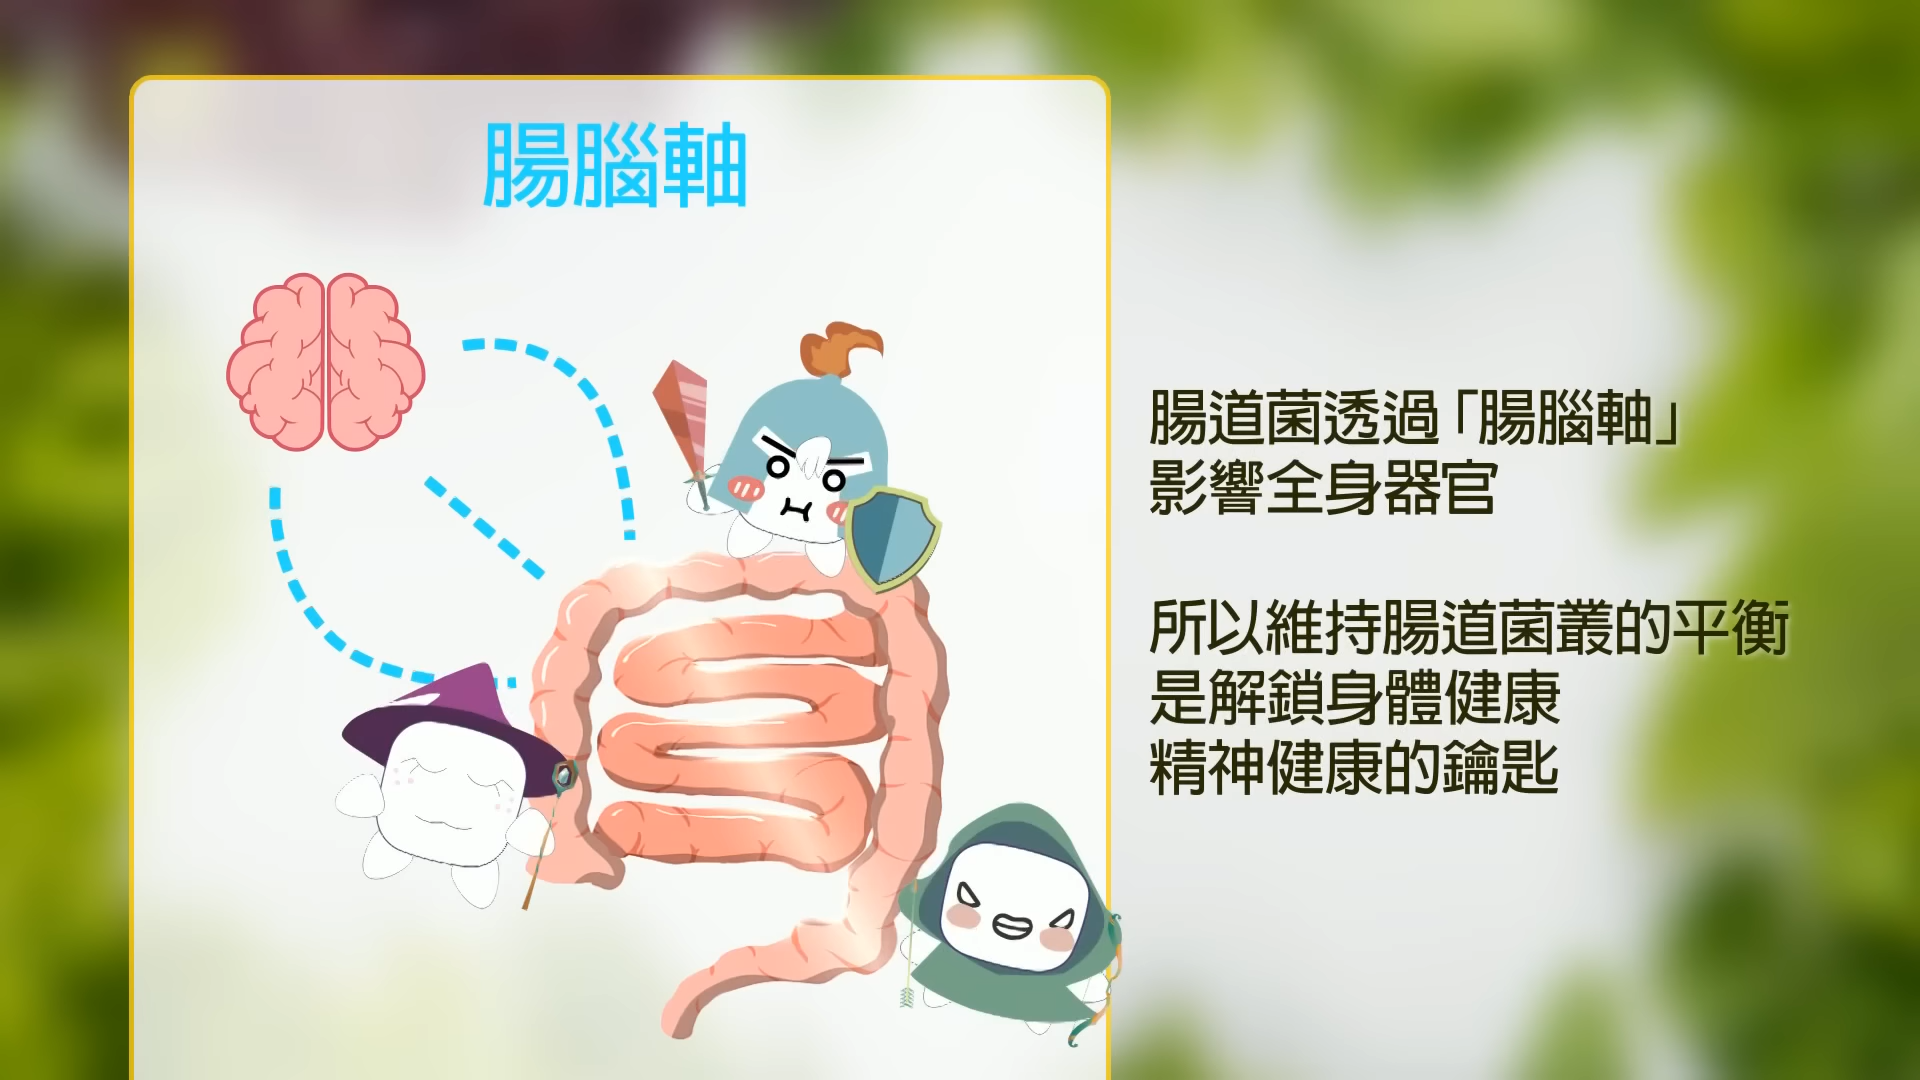 腸腦軸
腸道菌透過「腸腦軸」
影響全身器官
所以維持腸道菌叢的平衡
是解鎖身體健康
精神健康的鑰匙